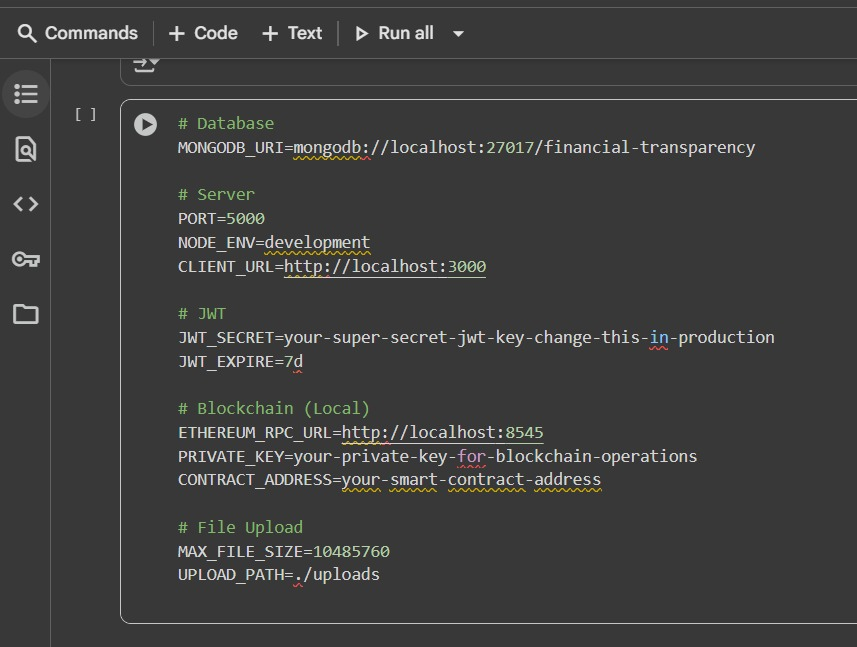 Commands + Code + Text Run all
[ ]
# Database
MONGODB_URI=mongodb://localhost:27017/financial-transparency
# Server
PORT=5000
NODE_ENV=development
CLIENT_URL=http://localhost:3000
# JWT
JWT_SECRET=your-super-secret-jwt-key-change-this-in-production
JWT_EXPIRE=7d
# Blockchain (Local)
ETHEREUM_RPC_URL=http://localhost:8545
PRIVATE_KEY=your-private-key-for-blockchain-operations
CONTRACT_ADDRESS=your-smart-contract-address
# File Upload
MAX_FILE_SIZE=10485760
UPLOAD_PATH=./uploads